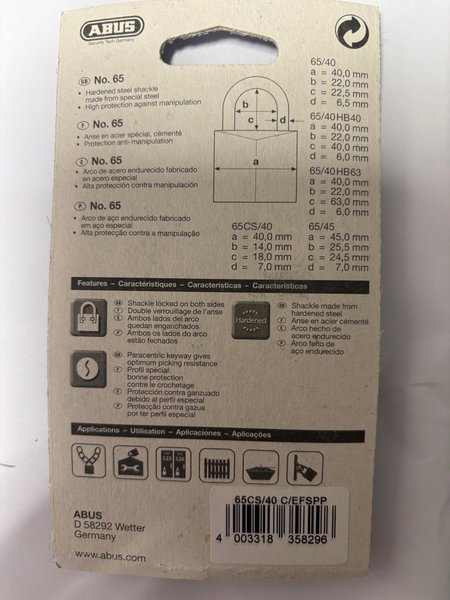 ABUS
Security Tech Germany
GB No. 65
• Hardened steel shackle
made from special steel
• High protection against manipulation
F No. 65
• Anse en acier spécial, cémenté
• Protection anti-manipulation
E No. 65
• Arco de acero endurecido fabricado
en acero especial
• Alta protección contra manipulación
P No. 65
• Arco de aço endurecido fabricado
em aço especial
• Alta protecção contra a manipulação
b
c
d
a
65/40
a = 40,0 mm
b = 22,0 mm
c = 22,5 mm
d = 6,5 mm
65/40HB40
a = 40,0 mm
b = 22,0 mm
c = 40,0 mm
d = 6,0 mm
65/40HB63
a = 40,0 mm
b = 22,0 mm
c = 63,0 mm
d = 6,0 mm
65CS/40
a = 40,0 mm
b = 14,0 mm
c = 18,0 mm
d = 7,0 mm
65/45
a = 45,0 mm
b = 25,5 mm
c = 24,5 mm
d = 7,0 mm
Features – Caractéristiques – Características – Características
GB Shackle locked on both sides
F Double verrouillage de l'anse
E Ambos lados del arco
quedan enganchados
P Ambos os lados do arco
estão fechados
Hardened
GB Shackle made from
hardened steel
F Anse en acier cémenté
E Arco hecho de
acero endurecido
P Arco feito de
aço endurecido
GB Paracentric keyway gives
optimum picking resistance
F Profil spécial:
bonne protection
contre le crochetage
E Protección contra ganzuado
debido al perfil especial
P Protecção contra gazua
por ter perfil especial
Applications – Utilisation – Aplicaciones – Aplicações
325 326
ABUS
D 58292 Wetter
Germany
www.abus.com
65CS/40 C/EFSPP
4 003318 358296